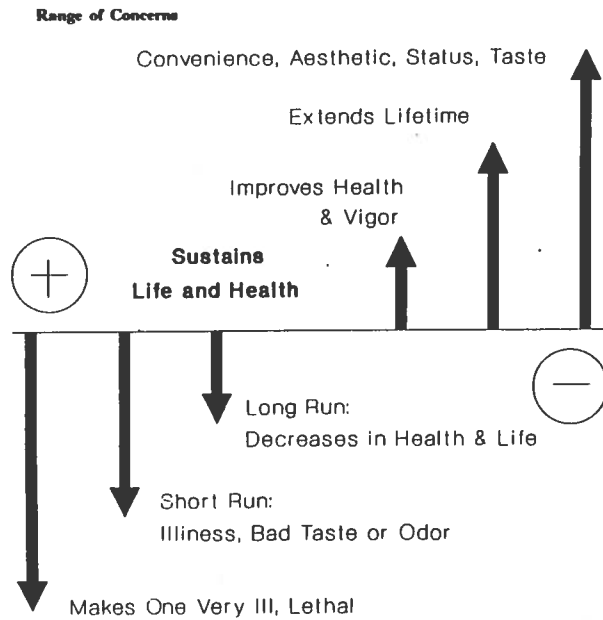 Range of Concerns
Convenience, Aesthetic, Status, Taste
Extends Lifetime
Improves Health
& Vigor
+
Sustains
Life and Health
−
Long Run:
Decreases in Health & Life
Short Run:
Illiness, Bad Taste or Odor
Makes One Very Ill, Lethal